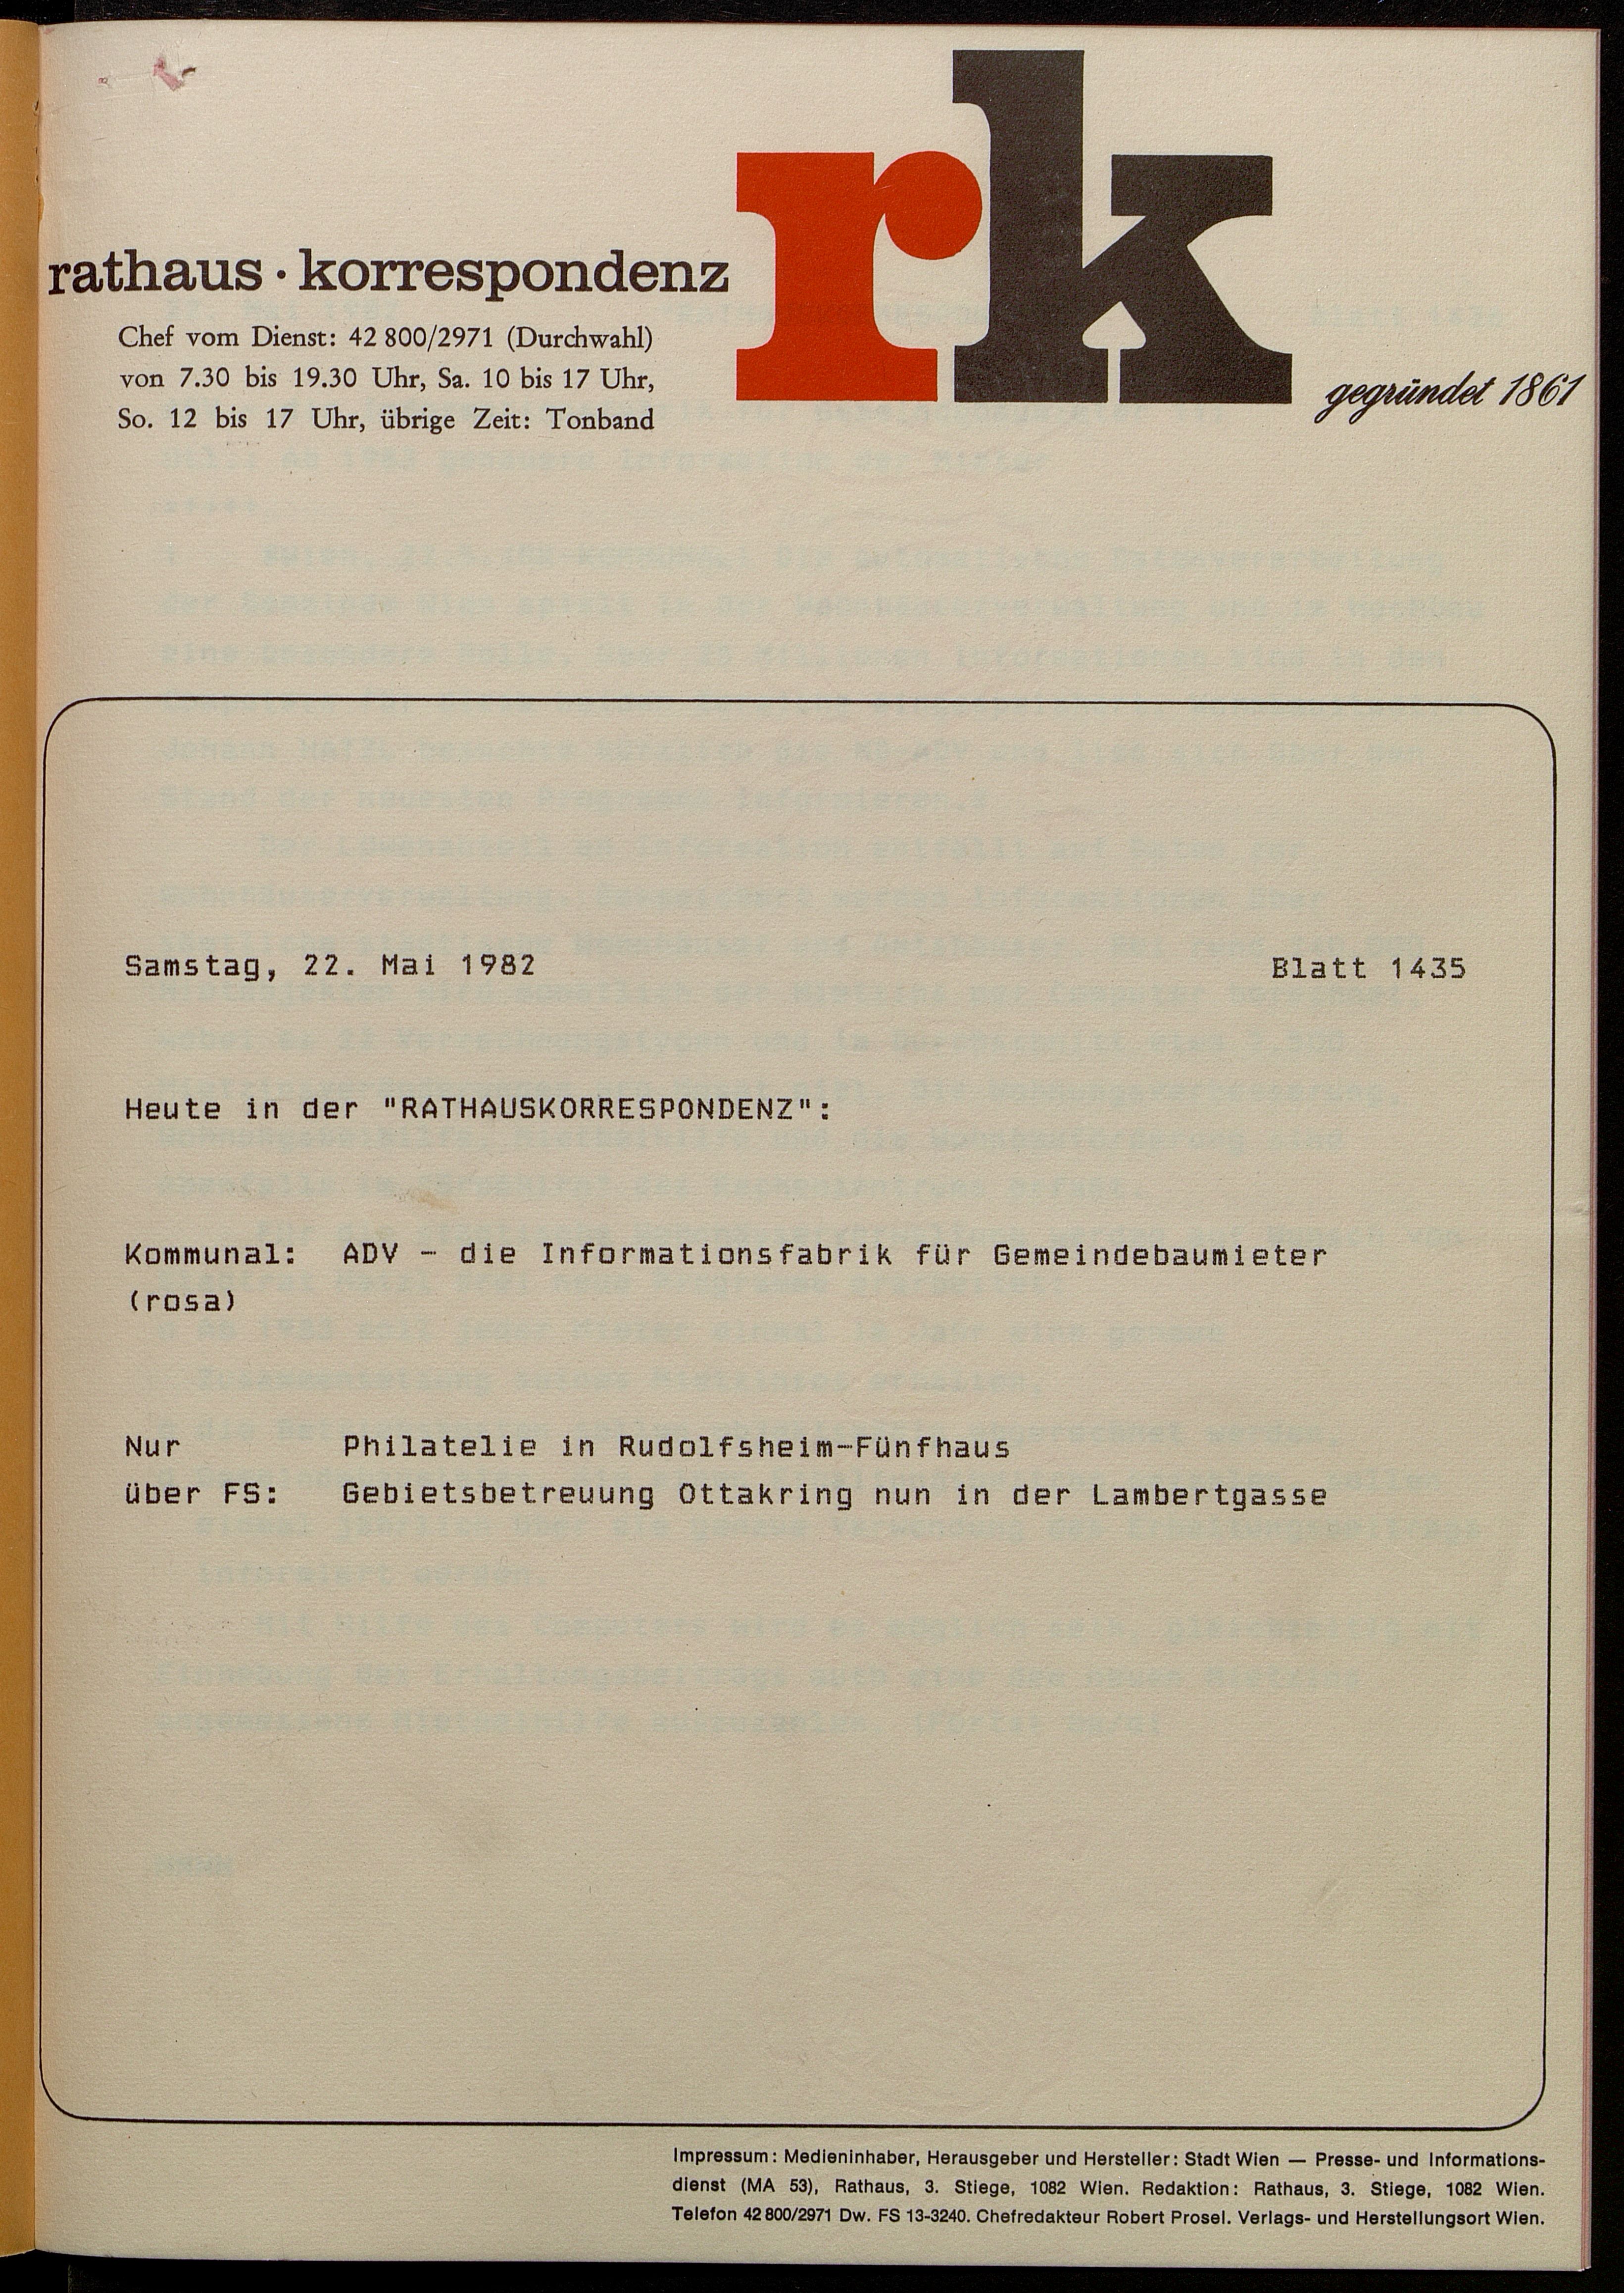 rk
rathaus · korrespondenz
Chef vom Dienst: 42 800/2971 (Durchwahl)
von 7.30 bis 19.30 Uhr, Sa. 10 bis 17 Uhr,
So. 12 bis 17 Uhr, übrige Zeit: Tonband
gegründet 1861
Samstag, 22. Mai 1982 Blatt 1435
Heute in der "RATHAUSKORRESPONDENZ":
Kommunal: ADV - die Informationsfabrik für Gemeindebaumieter
(rosa)
Nur Philatelie in Rudolfsheim-Fünfhaus
über FS: Gebietsbetreuung Ottakring nun in der Lambertgasse
Impressum: Medieninhaber, Herausgeber und Hersteller: Stadt Wien — Presse- und Informations-
dienst (MA 53), Rathaus, 3. Stiege, 1082 Wien. Redaktion: Rathaus, 3. Stiege, 1082 Wien.
Telefon 42 800/2971 Dw. FS 13-3240. Chefredakteur Robert Prosel. Verlags- und Herstellungsort Wien.